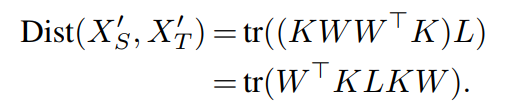 Dist(X′_S, X′_T) = tr((KWW^⊤K)L)
= tr(W^⊤KLKW).